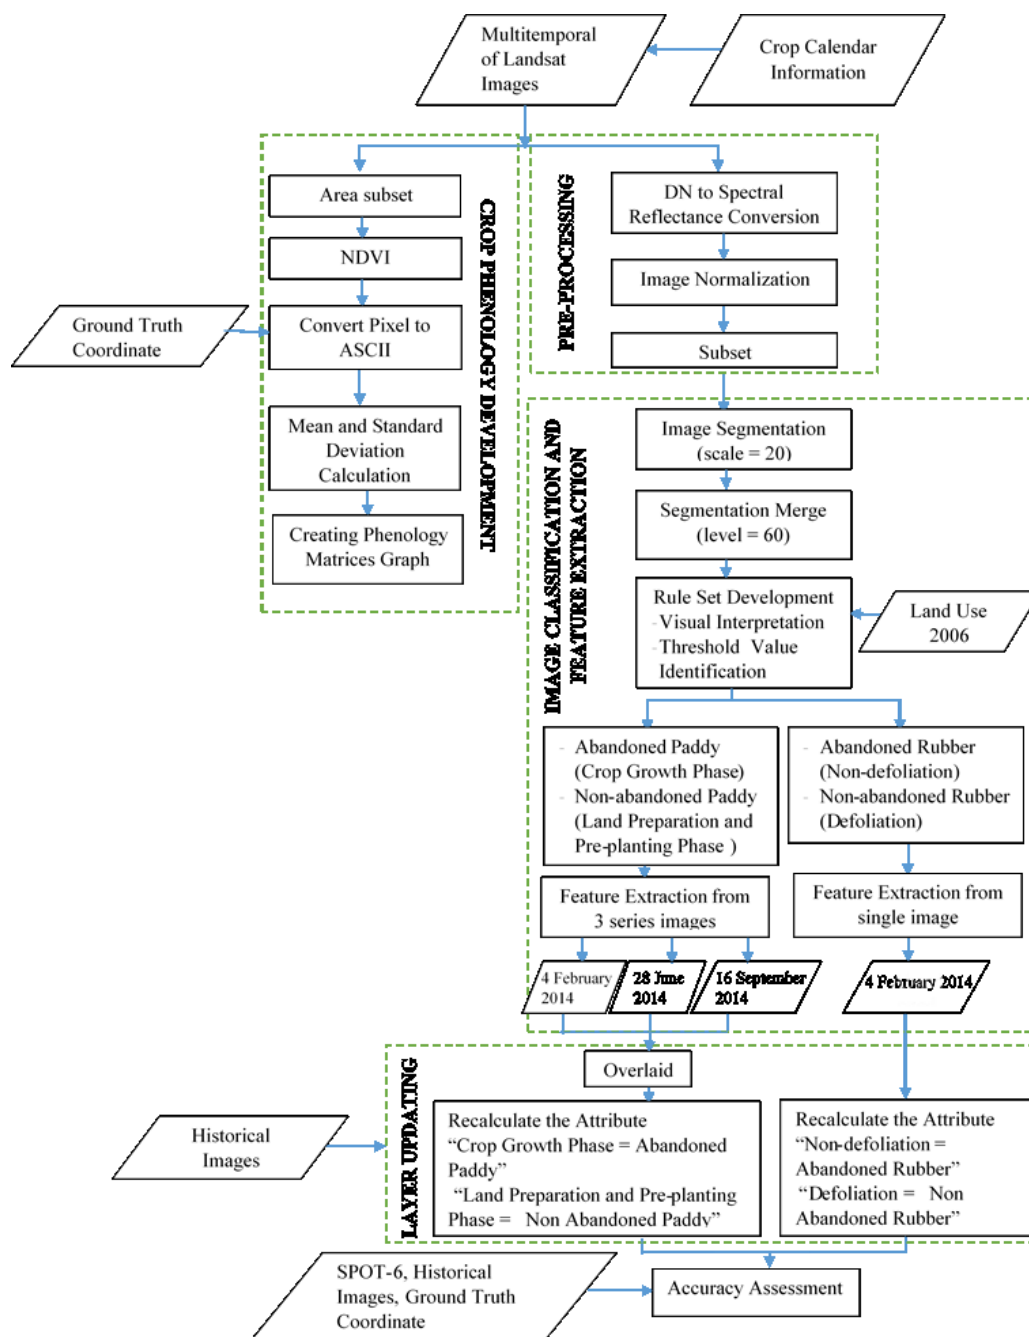 Multitemporal
of Landsat
Images
Crop Calendar
Information
CROP PHENOLOGY DEVELOPMENT
Area subset
NDVI
Ground Truth
Coordinate
Convert Pixel to
ASCII
Mean and Standard
Deviation
Calculation
Creating Phenology
Matrices Graph
PRE-PROCESSING
DN to Spectral
Reflectance Conversion
Image Normalization
Subset
IMAGE CLASSIFICATION AND
FEATURE EXTRACTION
Image Segmentation
(scale = 20)
Segmentation Merge
(level = 60)
Rule Set Development
-Visual Interpretation
-Threshold Value
Identification
Land Use
2006
- Abandoned Paddy
(Crop Growth Phase)
- Non-abandoned Paddy
(Land Preparation and
Pre-planting Phase )
- Abandoned Rubber
(Non-defoliation)
- Non-abandoned Rubber
(Defoliation)
Feature Extraction from
3 series images
Feature Extraction from
single image
4 February
2014
28 June
2014
16 September
2014
4 February 2014
LAYER UPDATING
Overlaid
Historical
Images
Recalculate the Attribute
“Crop Growth Phase = Abandoned
Paddy”
“Land Preparation and Pre-planting
Phase = Non Abandoned Paddy”
Recalculate the Attribute
“Non-defoliation =
Abandoned Rubber”
“Defoliation = Non
Abandoned Rubber”
SPOT-6, Historical
Images, Ground Truth
Coordinate
Accuracy Assessment